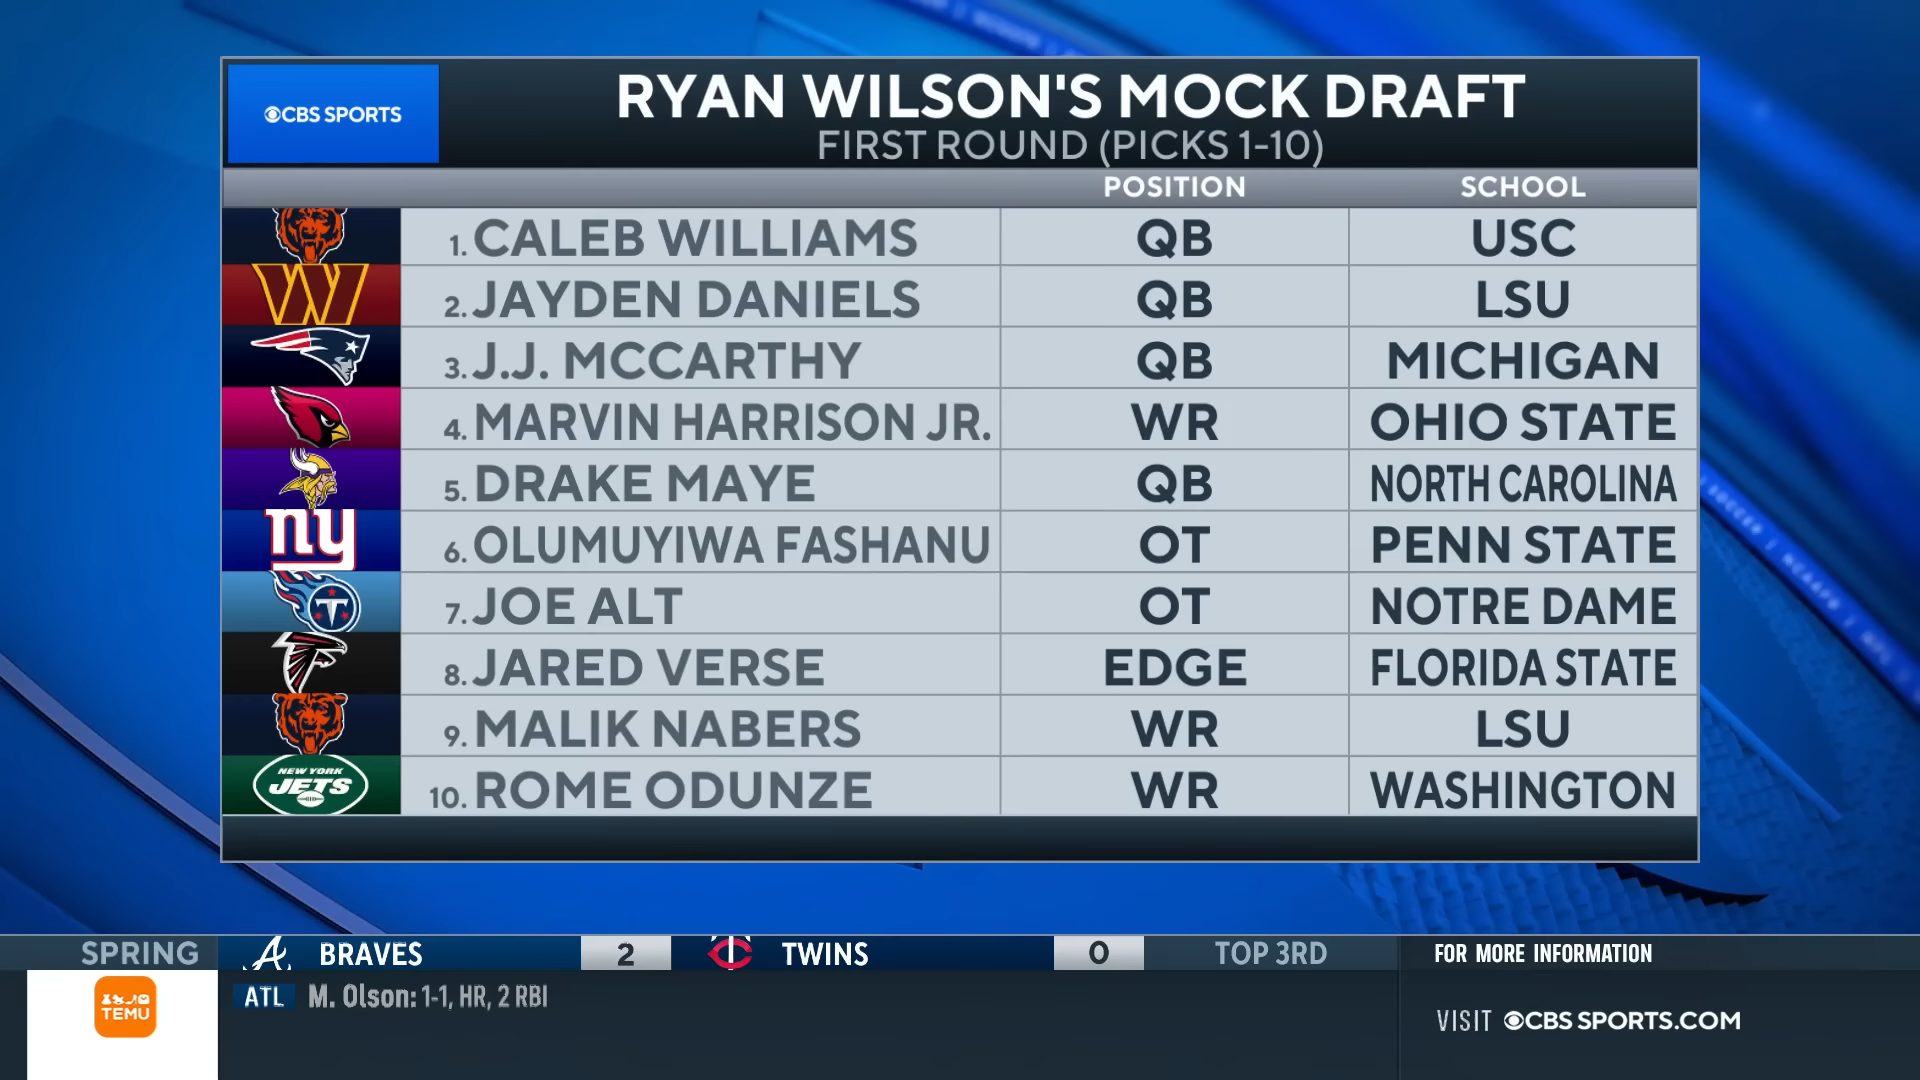 CBS SPORTS
RYAN WILSON'S MOCK DRAFT
FIRST ROUND (PICKS 1-10)
POSITION SCHOOL
1. CALEB WILLIAMS QB USC
2. JAYDEN DANIELS QB LSU
3. J.J. MCCARTHY QB MICHIGAN
4. MARVIN HARRISON JR. WR OHIO STATE
5. DRAKE MAYE QB NORTH CAROLINA
ny
6. OLUMUYIWA FASHANU OT PENN STATE
T
7. JOE ALT OT NOTRE DAME
8. JARED VERSE EDGE FLORIDA STATE
9. MALIK NABERS WR LSU
NEW YORK
JETS
10. ROME ODUNZE WR WASHINGTON
SPRING A BRAVES 2 TC TWINS 0 TOP 3RD FOR MORE INFORMATION
TEMU
ATL M. Olson: 1-1, HR, 2 RBI
VISIT CBS SPORTS.COM